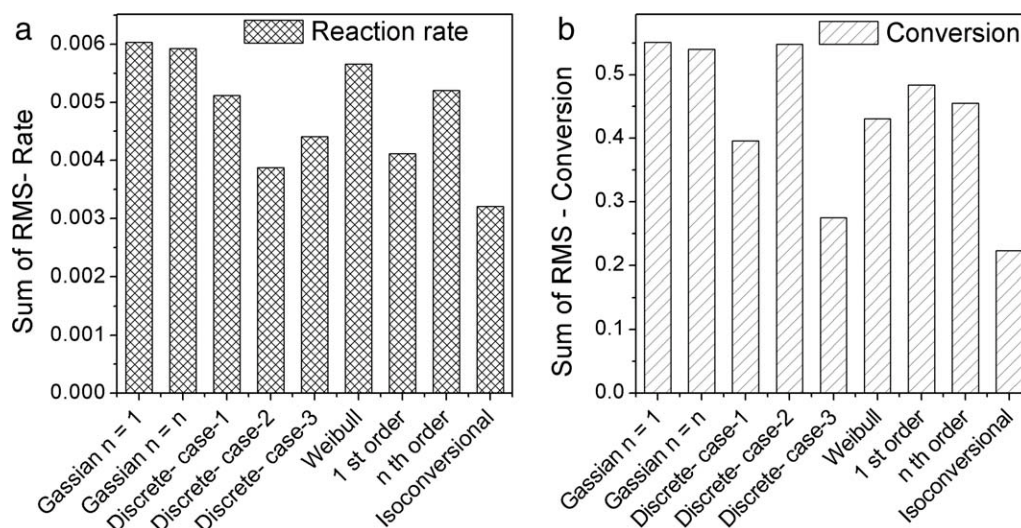 a
Reaction rate
Sum of RMS- Rate
0.006
0.005
0.004
0.003
0.002
0.001
0.000
Gassian n = 1
Gassian n = n
Discrete- case-1
Discrete- case-2
Discrete- case-3
Weibull
1 st order
n th order
Isoconversional
b
Conversion
Sum of RMS - Conversion
0.5
0.4
0.3
0.2
0.1
0.0
Gassian n = 1
Gassian n = n
Discrete- case-1
Discrete- case-2
Discrete- case-3
Weibull
1 st order
n th order
Isoconversional